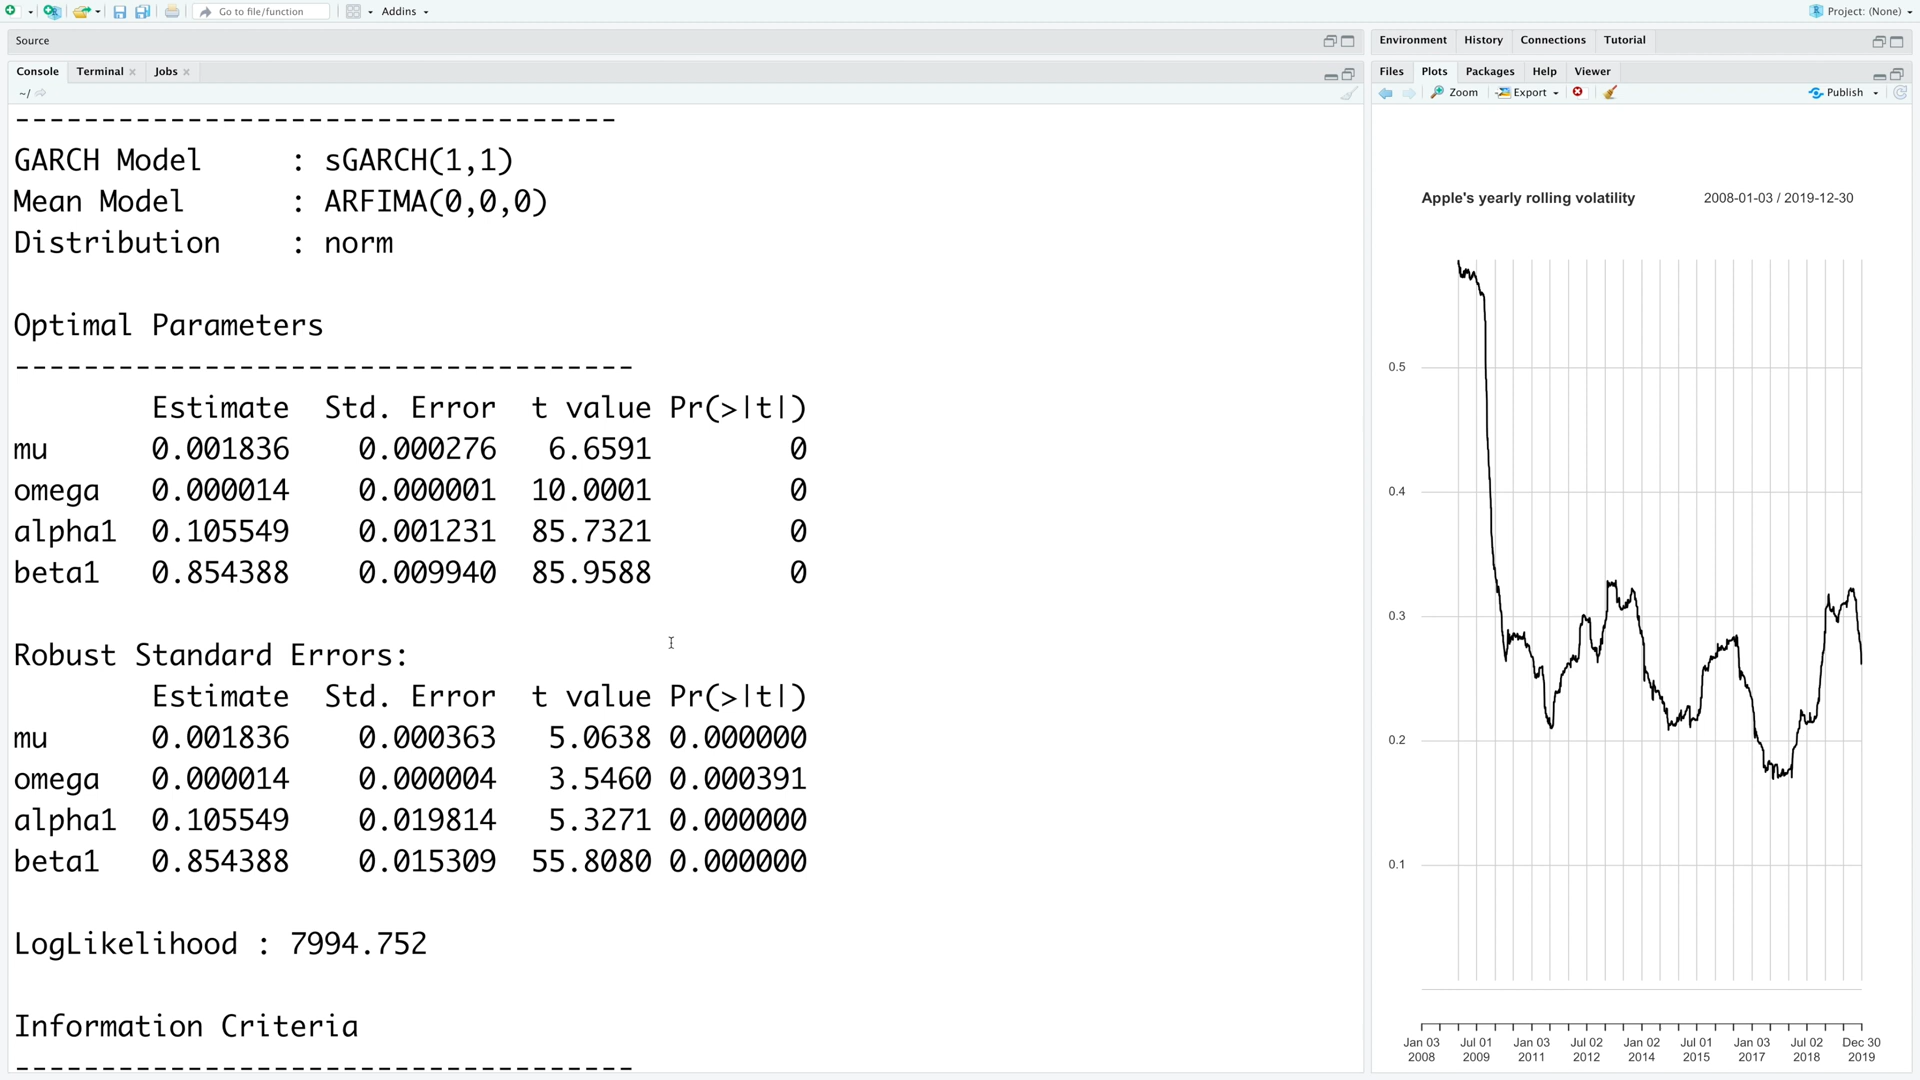 Go to file/function
Addins
Project: (None)
Source
Console Terminal Jobs
~/
-----------------------------------
GARCH Model : sGARCH(1,1)
Mean Model : ARFIMA(0,0,0)
Distribution : norm
Optimal Parameters
------------------------------------
Estimate Std. Error t value Pr(>|t|)
mu 0.001836 0.000276 6.6591 0
omega 0.000014 0.000001 10.0001 0
alpha1 0.105549 0.001231 85.7321 0
beta1 0.854388 0.009940 85.9588 0
Robust Standard Errors:
Estimate Std. Error t value Pr(>|t|)
mu 0.001836 0.000363 5.0638 0.000000
omega 0.000014 0.000004 3.5460 0.000391
alpha1 0.105549 0.019814 5.3271 0.000000
beta1 0.854388 0.015309 55.8080 0.000000
LogLikelihood : 7994.752
Information Criteria
------------------------------------
Environment History Connections Tutorial
Files Plots Packages Help Viewer
Zoom Export Publish
Apple's yearly rolling volatility 2008-01-03 / 2019-12-30
0.5
0.4
0.3
0.2
0.1
Jan 03 Jul 01 Jan 03 Jul 02 Jan 02 Jul 01 Jan 03 Jul 02 Dec 30
2008 2009 2011 2012 2014 2015 2017 2018 2019